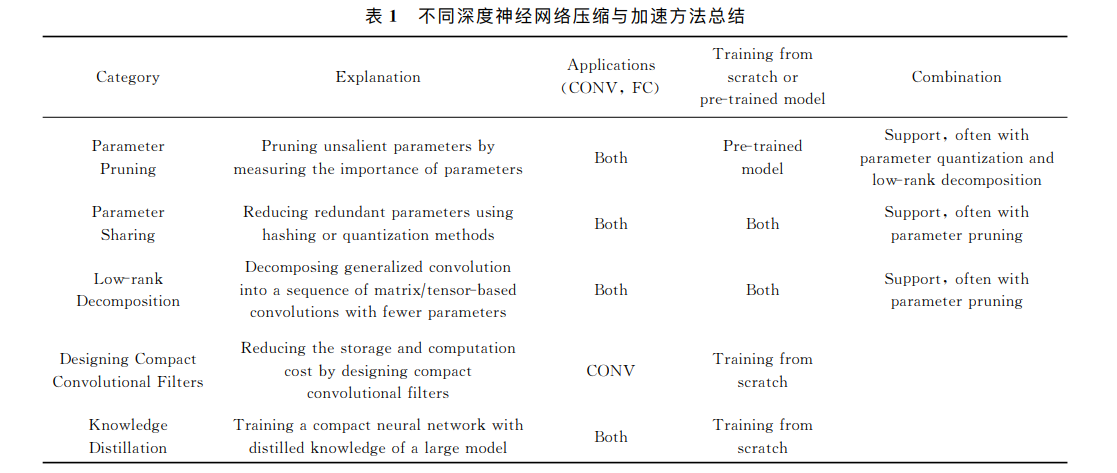 表 1 不同深度神经网络压缩与加速方法总结
Category
Explanation
Applications
(CONV, FC)
Training from
scratch or
pre-trained model
Combination
Parameter
Pruning
Pruning unsalient parameters by
measuring the importance of parameters
Both
Pre-trained
model
Support, often with
parameter quantization and
low-rank decomposition
Parameter
Sharing
Reducing redundant parameters using
hashing or quantization methods
Both
Both
Support, often with
parameter pruning
Low-rank
Decomposition
Decomposing generalized convolution
into a sequence of matrix/tensor-based
convolutions with fewer parameters
Both
Both
Support, often with
parameter pruning
Designing Compact
Convolutional Filters
Reducing the storage and computation
cost by designing compact
convolutional filters
CONV
Training from
scratch
Knowledge
Distillation
Training a compact neural network with
distilled knowledge of a large model
Both
Training from
scratch